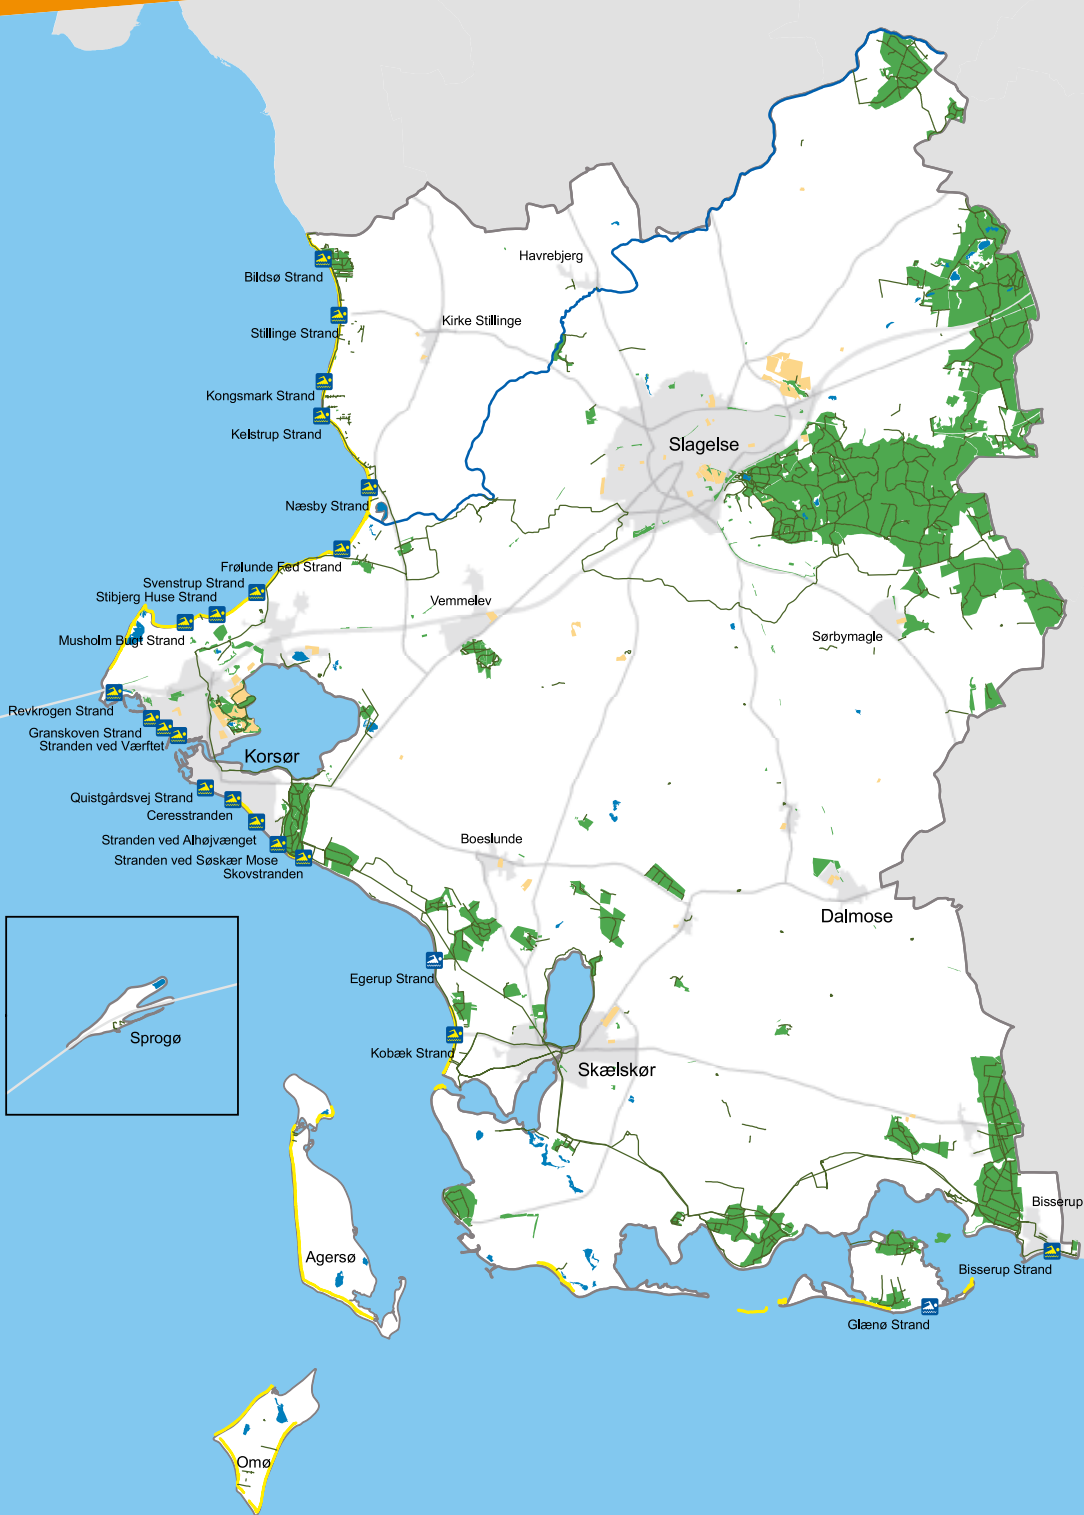 Havrebjerg
Bildsø Strand
Kirke Stillinge
Stillinge Strand
Kongsmark Strand
Kelstrup Strand
Slagelse
Næsby Strand
Frølunde Fed Strand
Svenstrup Strand
Stibjerg Huse Strand
Vemmelev
Musholm Bugt Strand
Sørbymagle
Revkrogen Strand
Granskoven Strand
Stranden ved Værftet
Korsør
Quistgårdsvej Strand
Ceresstranden
Stranden ved Alhøjvænget
Boeslunde
Stranden ved Søskær Mose
Skovstranden
Dalmose
Egerup Strand
Sprogø
Kobæk Strand
Skælskør
Bisserup
Agersø
Bisserup Strand
Glænø Strand
Omø